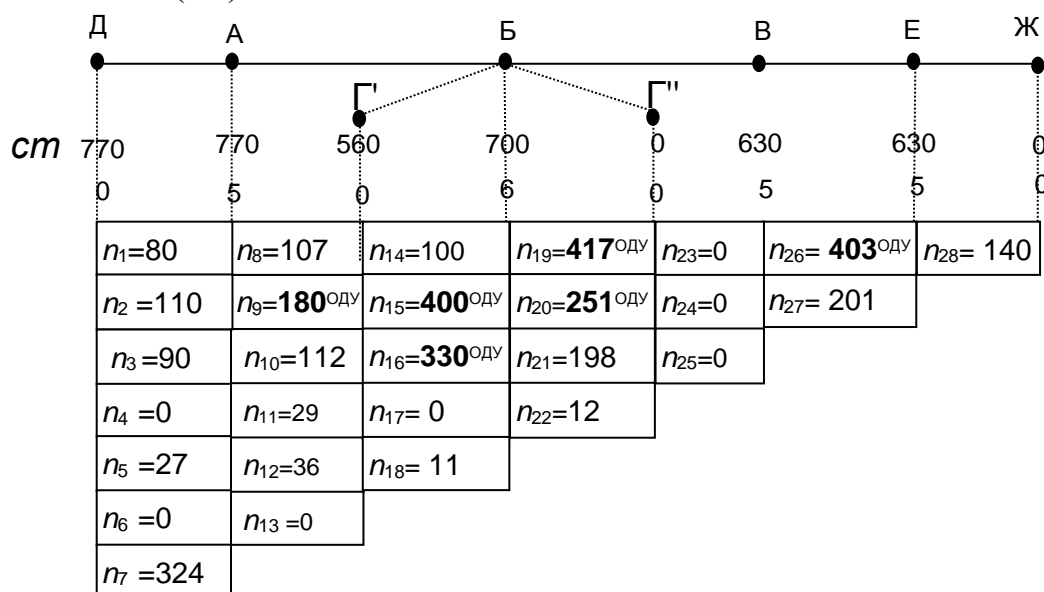 Д А Б В Е Ж
Г' Г"
cm 770 770 560 700 0 630 630 0
0 5 0 6 0 5 5 0
n1=80 n8=107 n14=100 n19=417ОДУ n23=0 n26= 403ОДУ n28= 140
n2 =110 n9=180ОДУ n15=400ОДУ n20=251ОДУ n24=0 n27= 201
n3 =90 n10=112 n16=330ОДУ n21=198 n25=0
n4 =0 n11=29 n17= 0 n22=12
n5 =27 n12=36 n18= 11
n6 =0 n13 =0
n7 =324